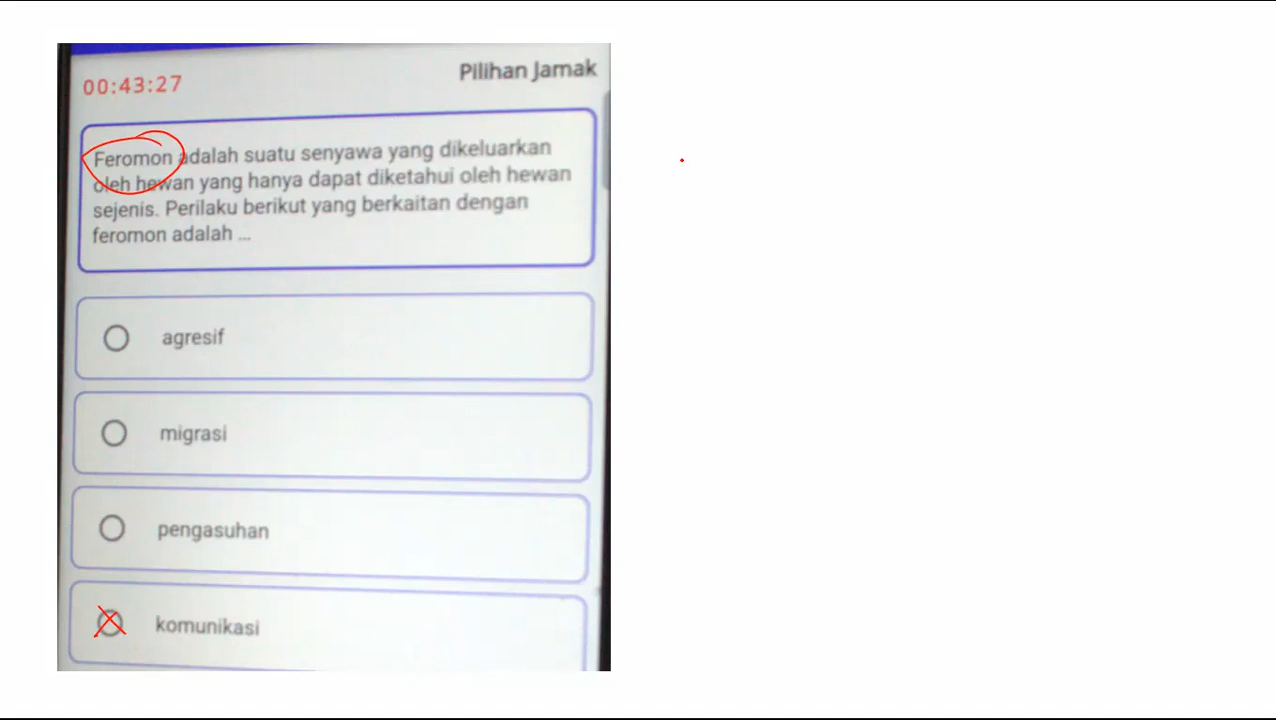 00:43:27
Pilihan Jamak
Feromon adalah suatu senyawa yang dikeluarkan
oleh hewan yang hanya dapat diketahui oleh hewan
sejenis. Perilaku berikut yang berkaitan dengan
feromon adalah ...
agresif
migrasi
pengasuhan
komunikasi